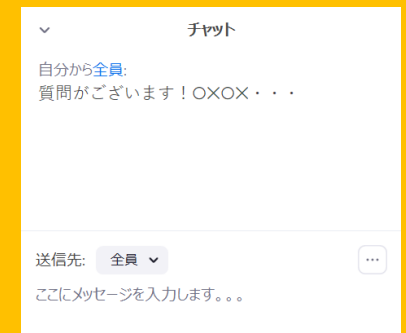 チャット
自分から全員:
質問がございます！○×○×・・・
送信先: 全員
ここにメッセージを入力します。。。